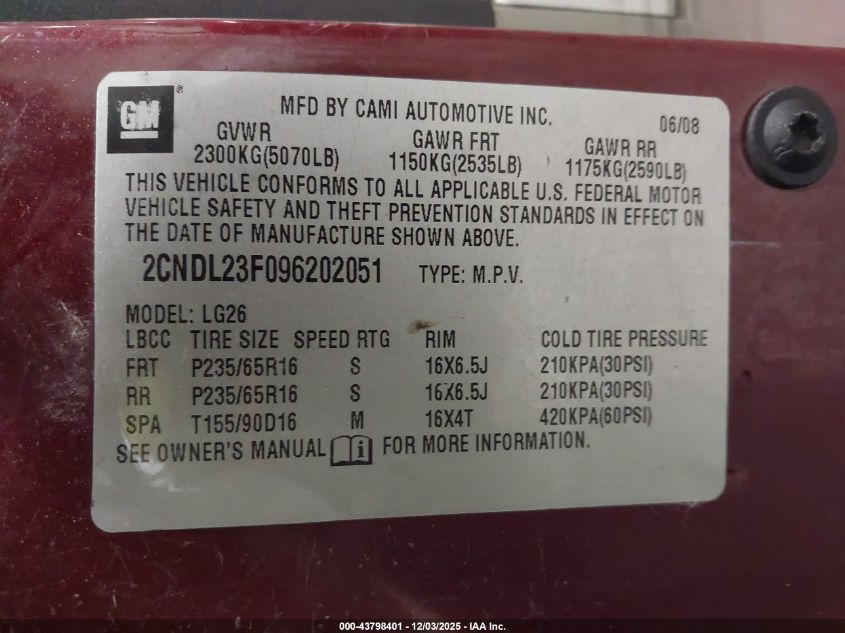 GM
MFD BY CAMI AUTOMOTIVE INC. 06/08
GVWR GAWR FRT GAWR RR
2300KG(5070LB) 1150KG(2535LB) 1175KG(2590LB)
THIS VEHICLE CONFORMS TO ALL APPLICABLE U.S. FEDERAL MOTOR
VEHICLE SAFETY AND THEFT PREVENTION STANDARDS IN EFFECT ON
THE DATE OF MANUFACTURE SHOWN ABOVE.
2CNDL23F096202051 TYPE: M.P.V.
MODEL: LG26
LBCC TIRE SIZE SPEED RTG RIM COLD TIRE PRESSURE
FRT P235/65R16 S 16X6.5J 210KPA(30PSI)
RR P235/65R16 S 16X6.5J 210KPA(30PSI)
SPA T155/90D16 M 16X4T 420KPA(60PSI)
SEE OWNER'S MANUAL i FOR MORE INFORMATION.
000-43798401 - 12/03/2025 - IAA Inc.